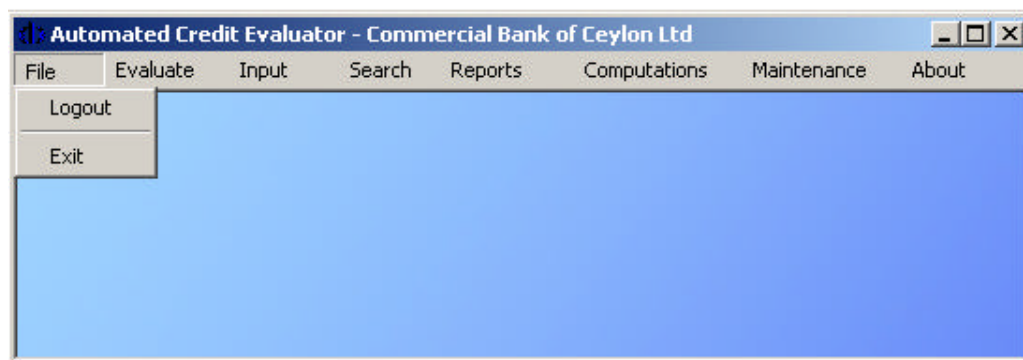 Automated Credit Evaluator - Commercial Bank of Ceylon Ltd
File Evaluate Input Search Reports Computations Maintenance About
Logout
Exit